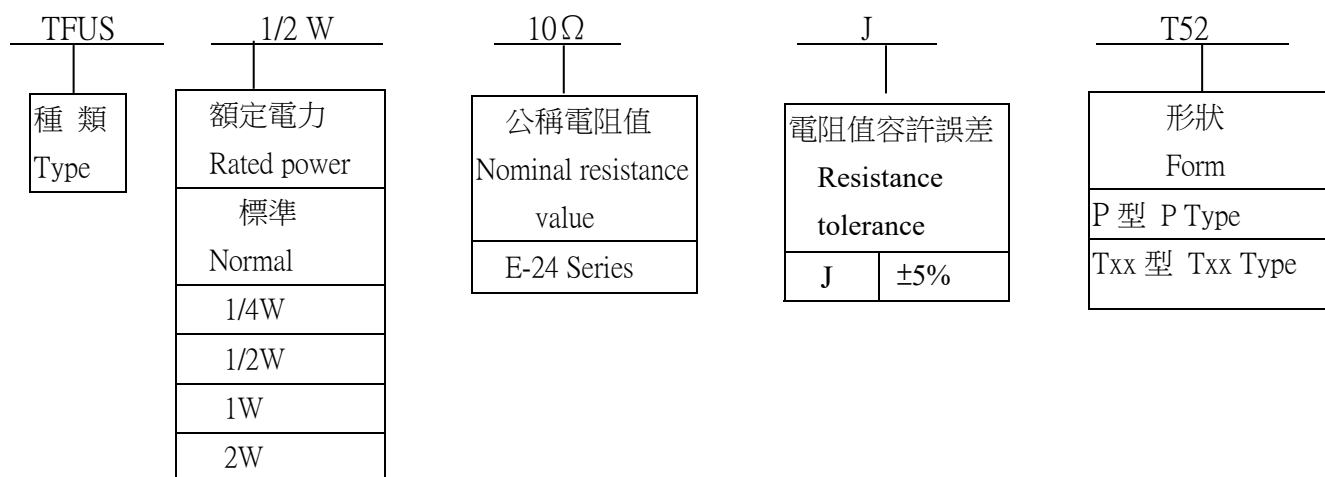 TFUS 1/2 W 10Ω J T52
種 類
Type
額定電力
Rated power
標準
Normal
1/4W
1/2W
1W
2W
公稱電阻值
Nominal resistance
value
E-24 Series
電阻值容許誤差
Resistance
tolerance
J ±5%
形狀
Form
P 型 P Type
Txx 型 Txx Type